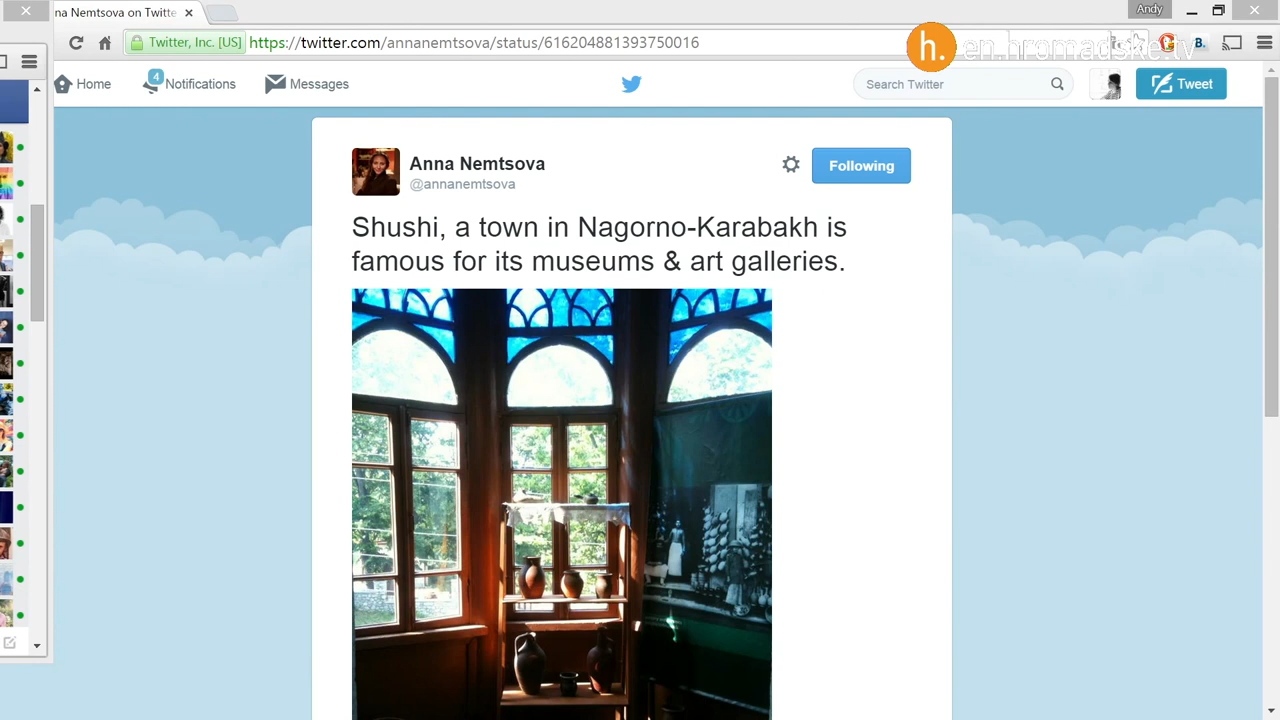 na Nemtsova on Twitte
Andy
Twitter, Inc. [US] https://twitter.com/annanemtsova/status/616204881393750016
h. en.hromadske.tv
B.
4
Home Notifications Messages
Search Twitter
Tweet
Anna Nemtsova
@annanemtsova
Following
Shushi, a town in Nagorno-Karabakh is
famous for its museums & art galleries.